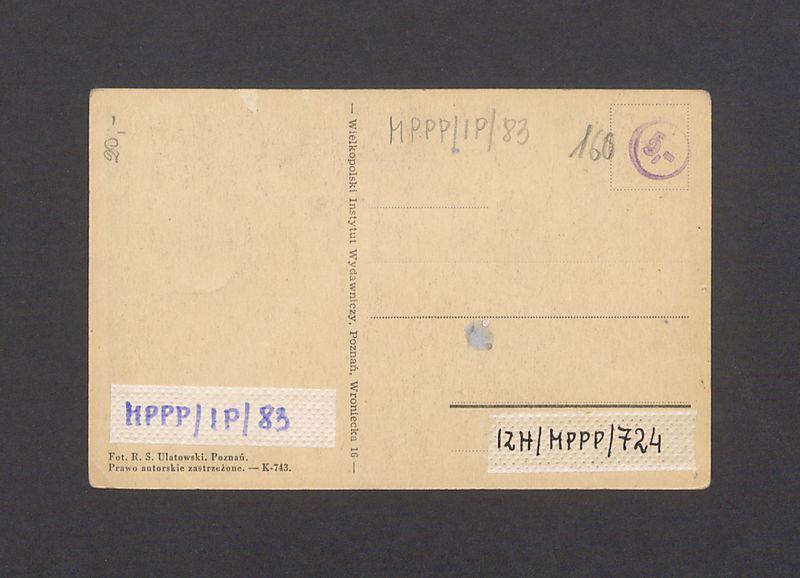 20,-
— Wielkopolski Instytut Wydawniczy, Poznań, Wroniecka 16 —
MPPP/IP/83
160
5,-
MPPP/IP/83
IZH/MPPP/724
Fot. R. S. Ulatowski. Poznań.
Prawo autorskie zastrzeżone. — K-743.